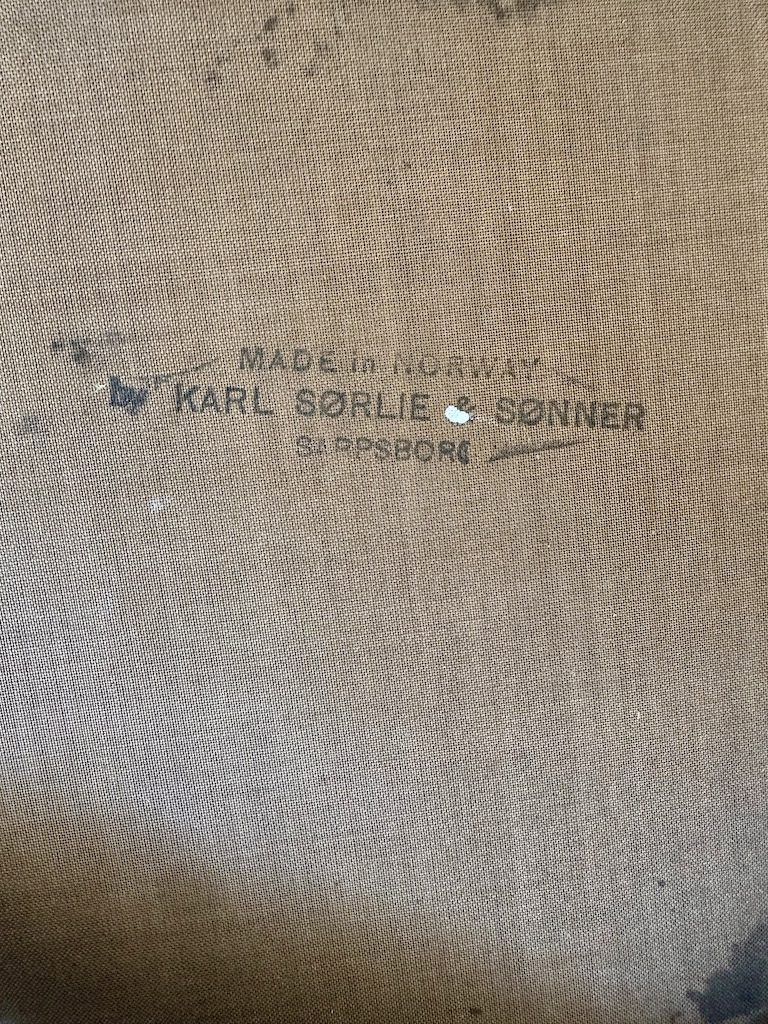 MADE in NORWAY
by KARL SØRLIE & SØNNER
SARPSBORG